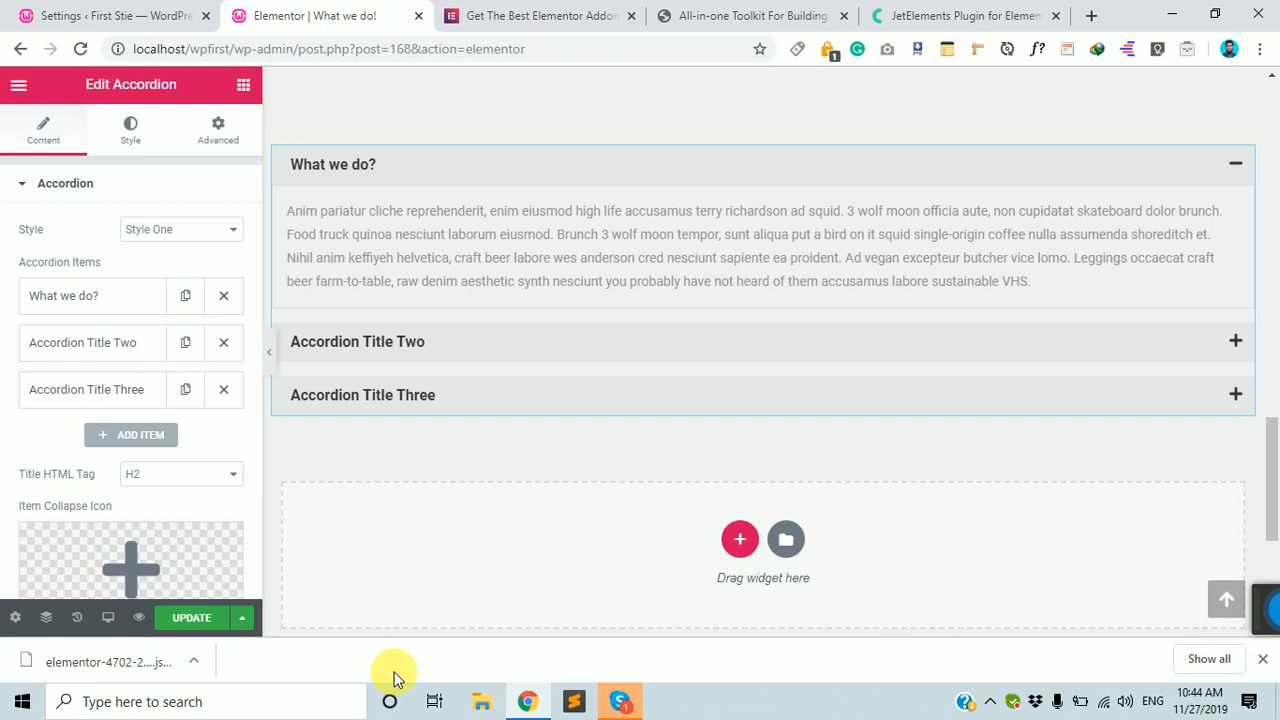 Settings ‹ First site — WordPr
Elementor | What we do!
Get The Best Elementor Addon
All-in-one Toolkit For Building
JetElements Plugin for Element
localhost/wpfirst/wp-admin/post.php?post=168&action=elementor
1
f?
Edit Accordion
Content
Style
Advanced
Accordion
Style
Style One
Accordion Items
What we do?
Accordion Title Two
Accordion Title Three
ADD ITEM
Title HTML Tag
H2
Item Collapse Icon
UPDATE
What we do?
Anim pariatur cliche reprehenderit, enim eiusmod high life accusamus terry richardson ad squid. 3 wolf moon officia aute, non cupidatat skateboard dolor brunch.
Food truck quinoa nesciunt laborum eiusmod. Brunch 3 wolf moon tempor, sunt aliqua put a bird on it squid single-origin coffee nulla assumenda shoreditch et.
Nihil anim keffiyeh helvetica, craft beer labore wes anderson cred nesciunt sapiente ea proident. Ad vegan excepteur butcher vice lomo. Leggings occaecat craft
beer farm-to-table, raw denim aesthetic synth nesciunt you probably have not heard of them accusamus labore sustainable VHS.
Accordion Title Two
Accordion Title Three
Drag widget here
elementor-4702-2....js...
Show all
Type here to search
1
ENG
10:44 AM
11/27/2019